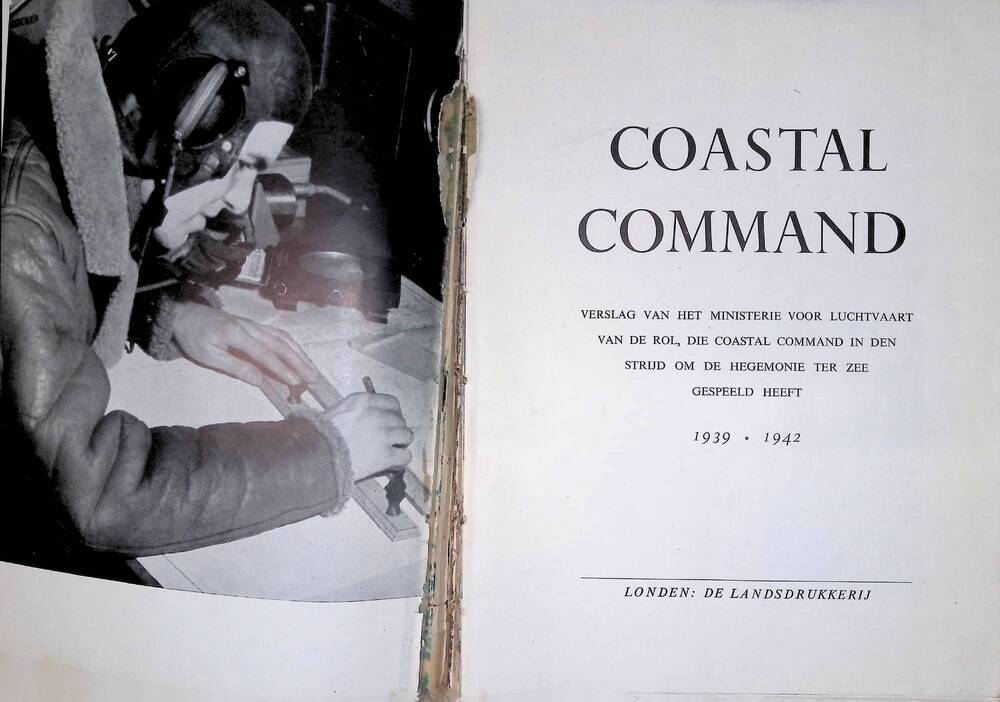 COASTAL
COMMAND
VERSLAG VAN HET MINISTERIE VOOR LUCHTVAART
VAN DE ROL, DIE COASTAL COMMAND IN DEN
STRIJD OM DE HEGEMONIE TER ZEE
GESPEELD HEEFT
1939 • 1942
LONDEN: DE LANDSDRUKKERIJ